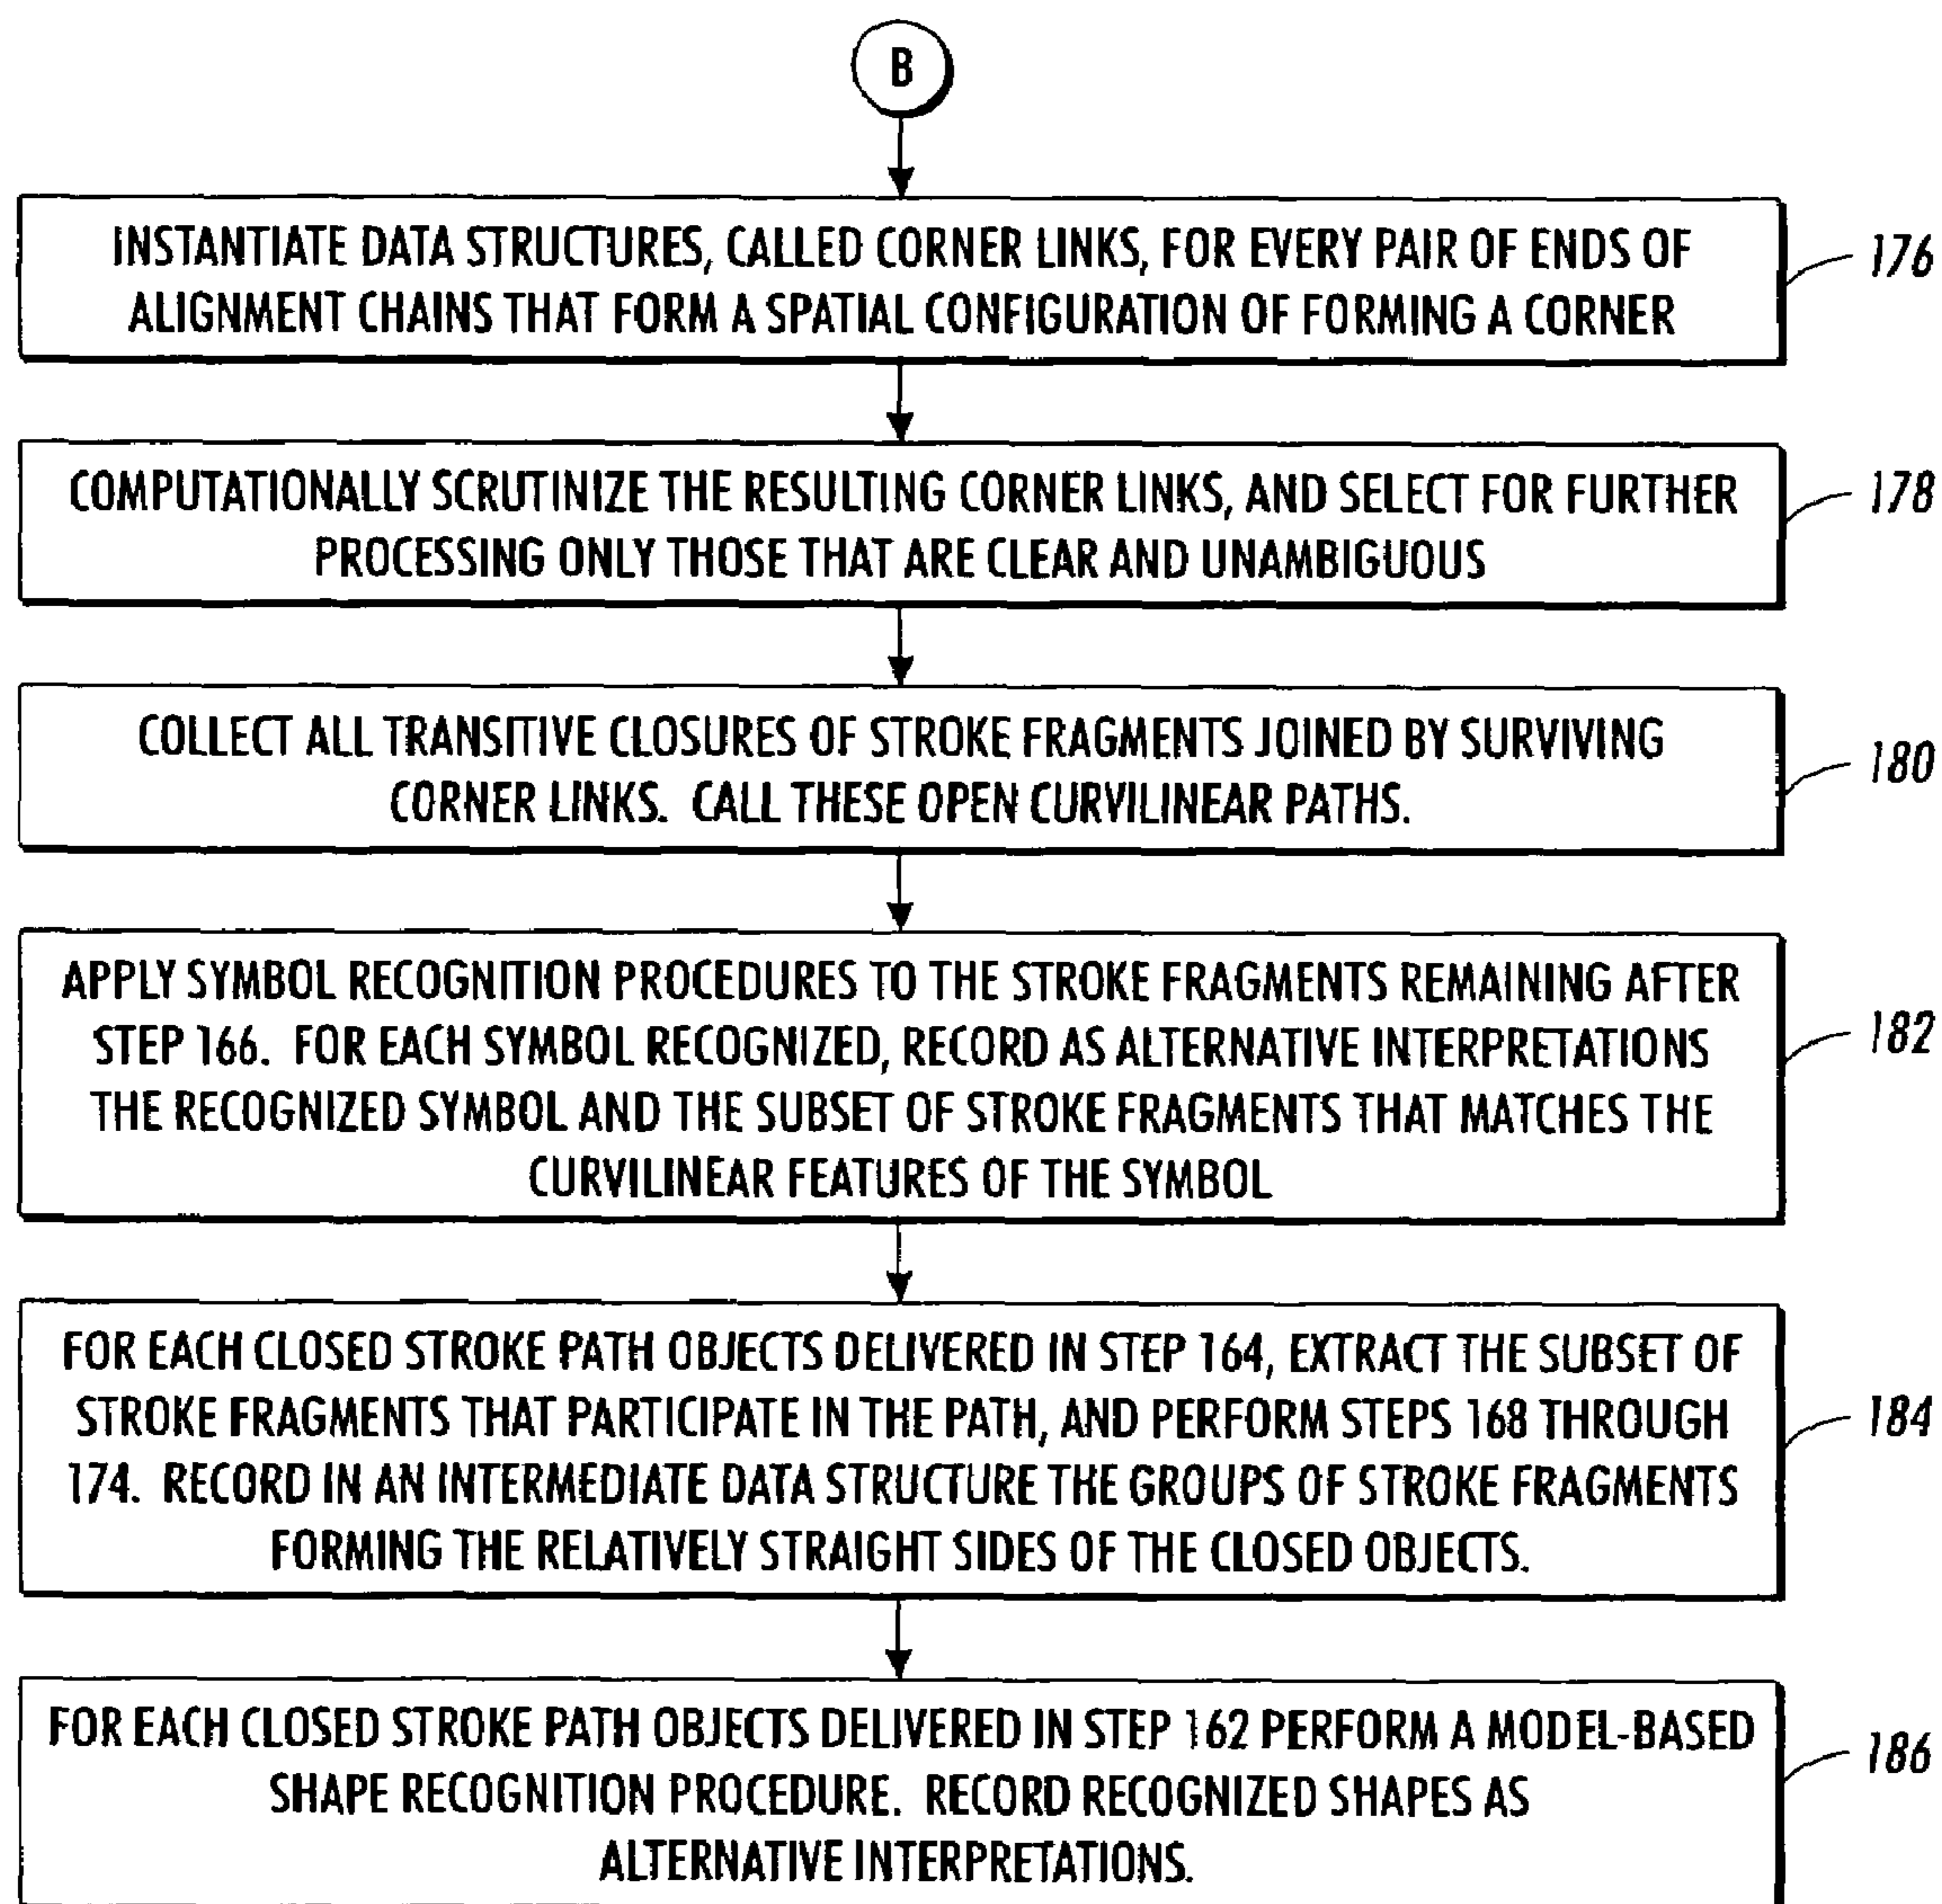 B
INSTANTIATE DATA STRUCTURES, CALLED CORNER LINKS, FOR EVERY PAIR OF ENDS OF
ALIGNMENT CHAINS THAT FORM A SPATIAL CONFIGURATION OF FORMING A CORNER
176
COMPUTATIONALLY SCRUTINIZE THE RESULTING CORNER LINKS, AND SELECT FOR FURTHER
PROCESSING ONLY THOSE THAT ARE CLEAR AND UNAMBIGUOUS
178
COLLECT ALL TRANSITIVE CLOSURES OF STROKE FRAGMENTS JOINED BY SURVIVING
CORNER LINKS. CALL THESE OPEN CURVILINEAR PATHS.
180
APPLY SYMBOL RECOGNITION PROCEDURES TO THE STROKE FRAGMENTS REMAINING AFTER
STEP 166. FOR EACH SYMBOL RECOGNIZED, RECORD AS ALTERNATIVE INTERPRETATIONS
THE RECOGNIZED SYMBOL AND THE SUBSET OF STROKE FRAGMENTS THAT MATCHES THE
CURVILINEAR FEATURES OF THE SYMBOL
182
FOR EACH CLOSED STROKE PATH OBJECTS DELIVERED IN STEP 164, EXTRACT THE SUBSET OF
STROKE FRAGMENTS THAT PARTICIPATE IN THE PATH, AND PERFORM STEPS 168 THROUGH
174. RECORD IN AN INTERMEDIATE DATA STRUCTURE THE GROUPS OF STROKE FRAGMENTS
FORMING THE RELATIVELY STRAIGHT SIDES OF THE CLOSED OBJECTS.
184
FOR EACH CLOSED STROKE PATH OBJECTS DELIVERED IN STEP 162 PERFORM A MODEL-BASED
SHAPE RECOGNITION PROCEDURE. RECORD RECOGNIZED SHAPES AS
ALTERNATIVE INTERPRETATIONS.
186